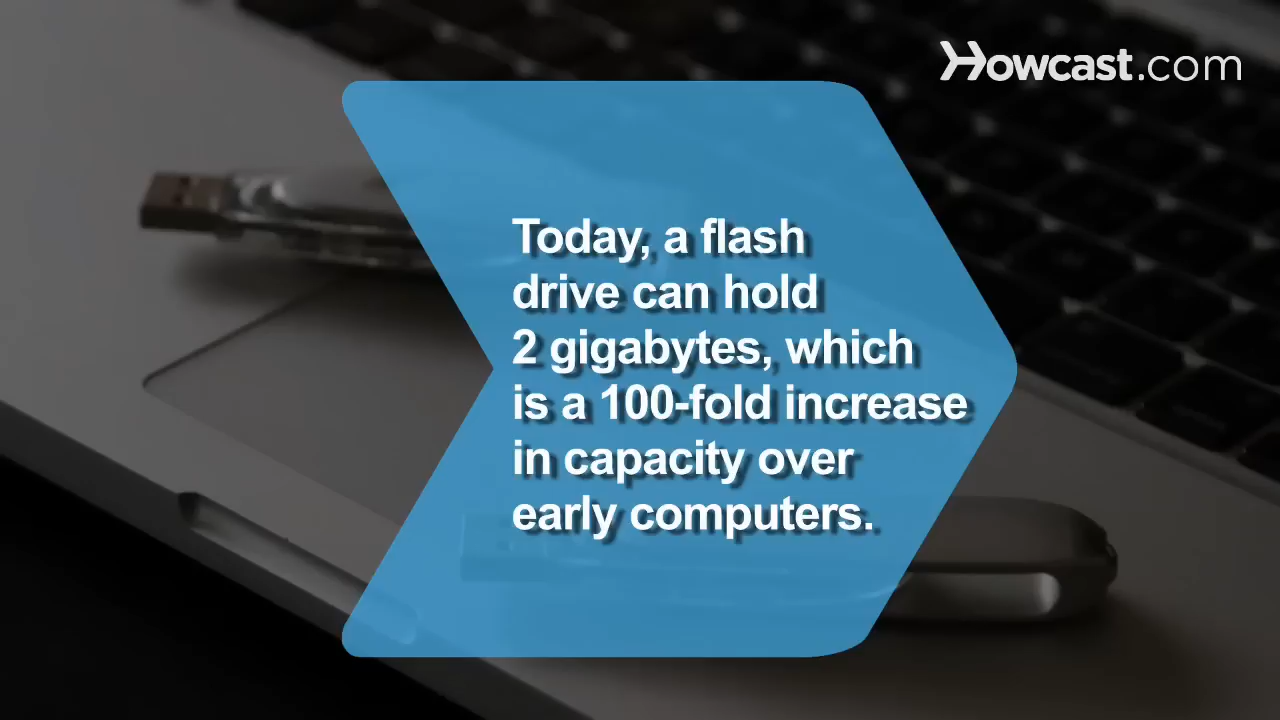 Howcast.com
Today, a flash
drive can hold
2 gigabytes, which
is a 100-fold increase
in capacity over
early computers.